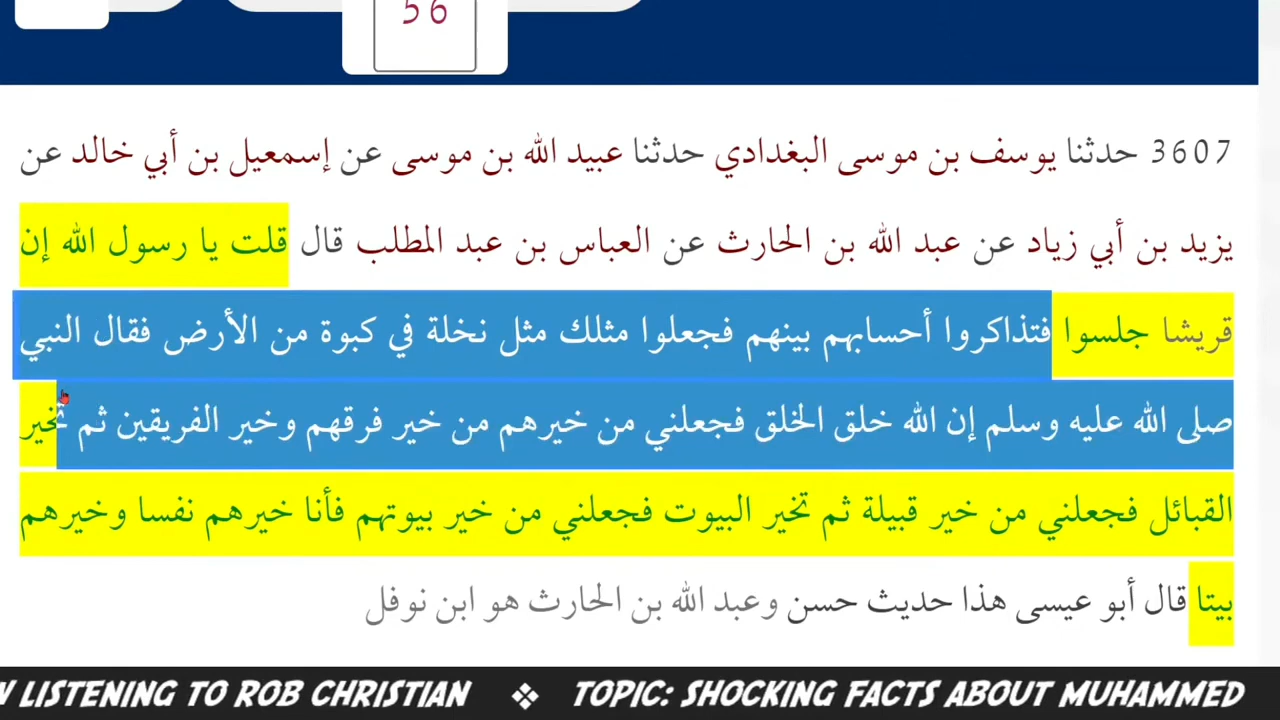 56
3607 حدثنا يوسف بن موسى البغدادي حدثنا عبيد الله بن موسى عن إسمعيل بن أبي خالد عن
يزيد بن أبي زياد عن عبد الله بن الحارث عن العباس بن عبد المطلب قال قلت يا رسول الله إن
قريشا جلسوا فتذاكروا أحسابهم بينهم فجعلوا مثلك مثل نخلة في كبوة من الأرض فقال النبي
صلى الله عليه وسلم إن الله خلق الخلق فجعلني من خيرهم من خير فرقهم وخير الفريقين ثم تخير
القبائل فجعلني من خير قبيلة ثم تخير البيوت فجعلني من خير بيوتهم فأنا خيرهم نفسا وخيرهم
بيتا قال أبو عيسى هذا حديث حسن وعبد الله بن الحارث هو ابن نوفل
LISTENING TO ROB CHRISTIAN ❖ TOPIC: SHOCKING FACTS ABOUT MUHAMMED